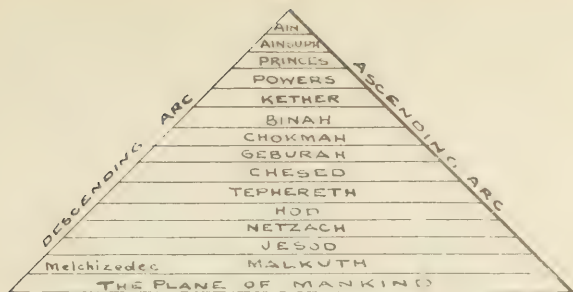 AIN
AINSUPH
PRINCES
POWERS
KETHER
BINAH
CHOKMAH
GEBURAH
CHESED
TEPHERETH
HOD
NETZACH
JESOD
Melchizedec MALKUTH
THE PLANE OF MANKIND
DESCENDING ARC
ASCENDING ARC